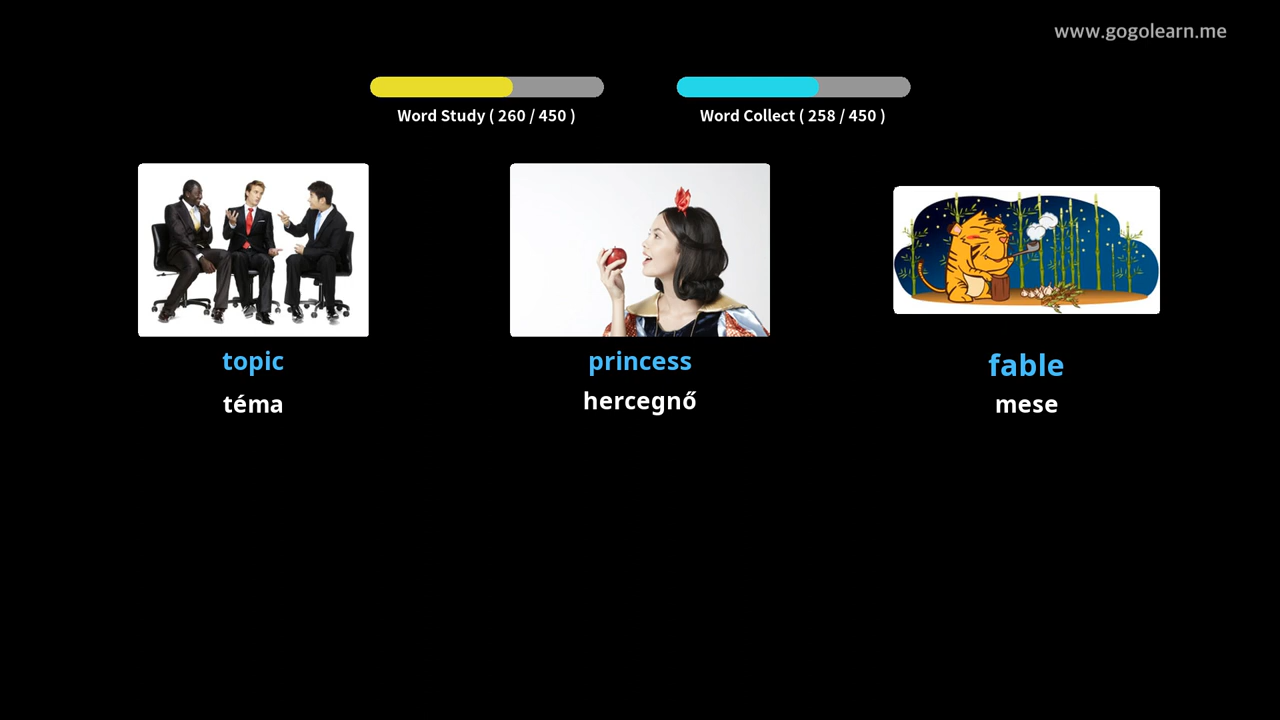 www.gogolearn.me
Word Study ( 260 / 450 )
Word Collect ( 258 / 450 )
topic
téma
princess
hercegnő
fable
mese